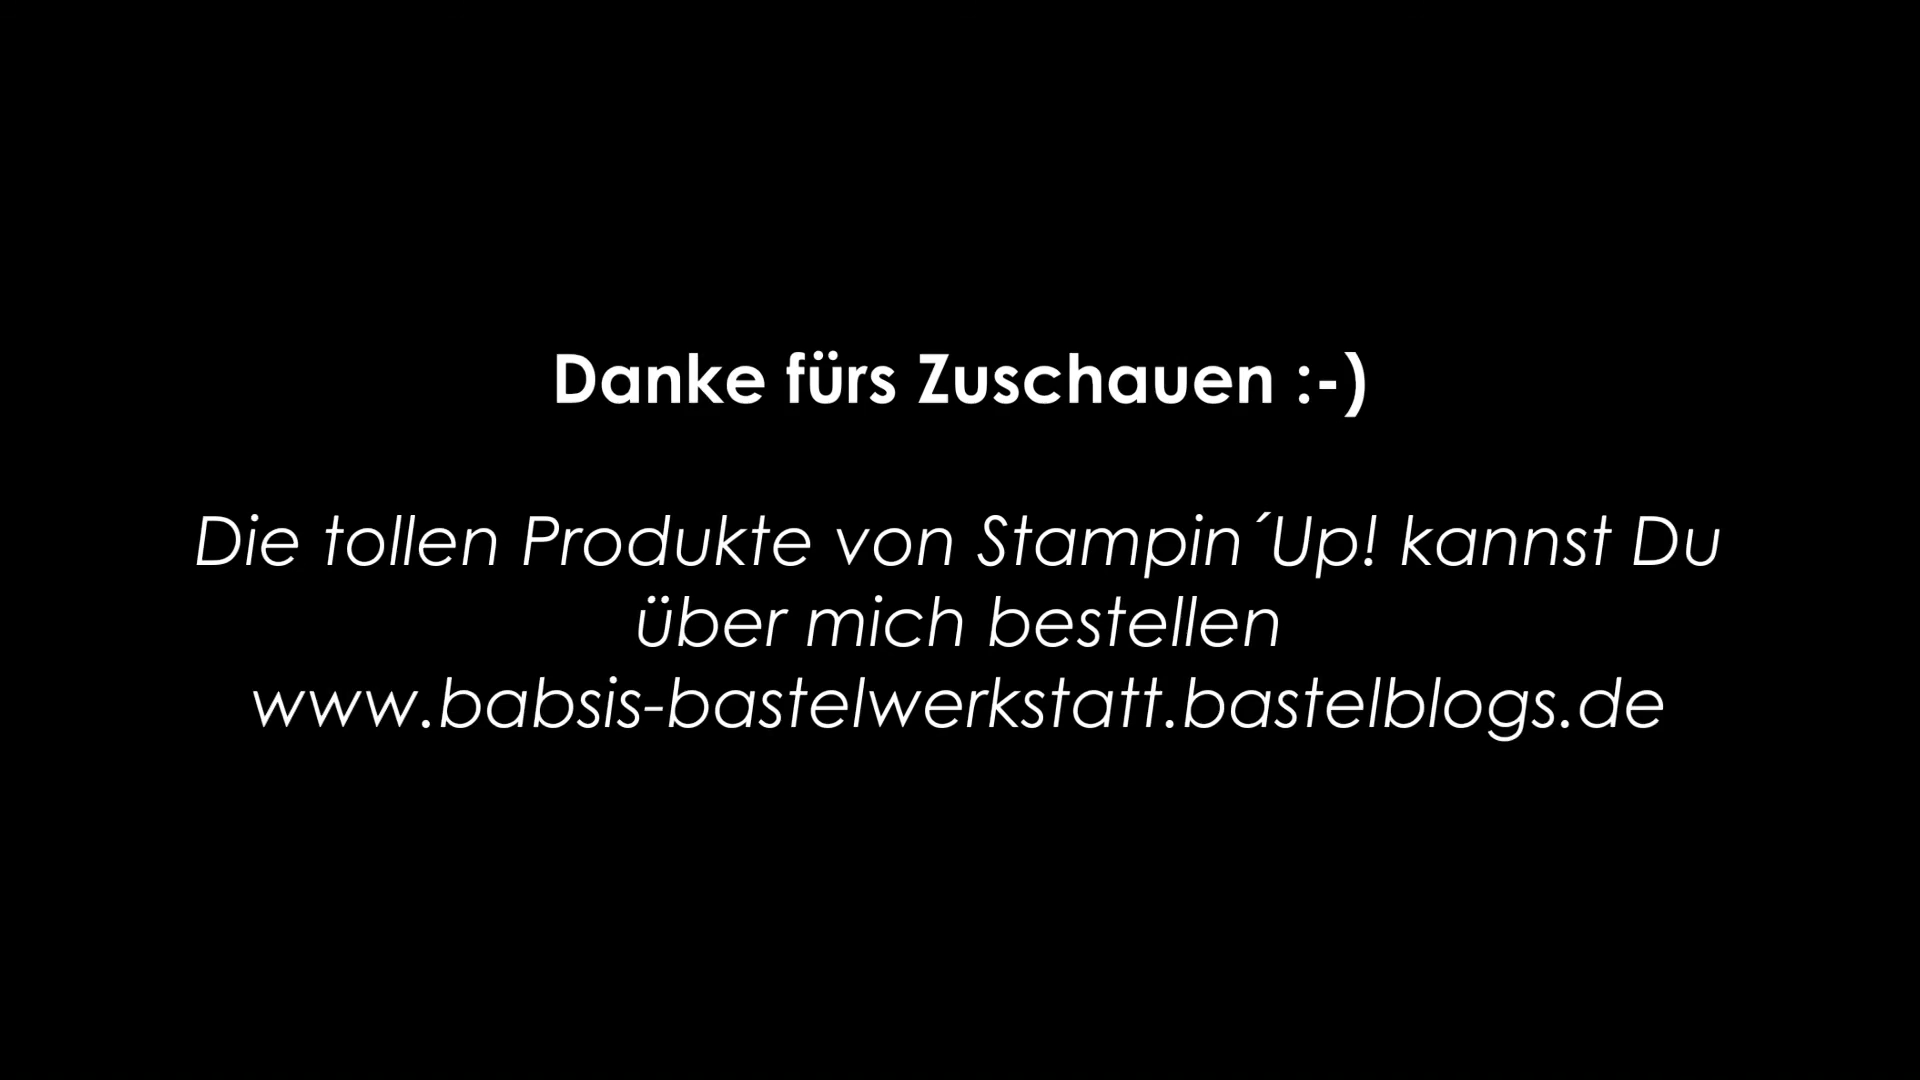 Danke fürs Zuschauen :-)
Die tollen Produkte von Stampin´Up! kannst Du
über mich bestellen
www.babsis-bastelwerkstatt.bastelblogs.de